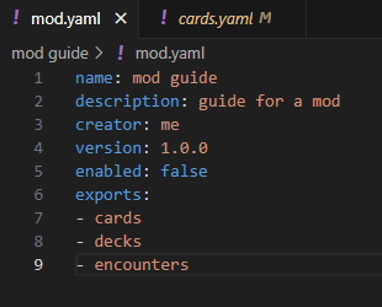 ! mod.yaml X ! cards.yaml M
mod guide > ! mod.yaml
1 name: mod guide
2 description: guide for a mod
3 creator: me
4 version: 1.0.0
5 enabled: false
6 exports:
7 - cards
8 - decks
9 - encounters